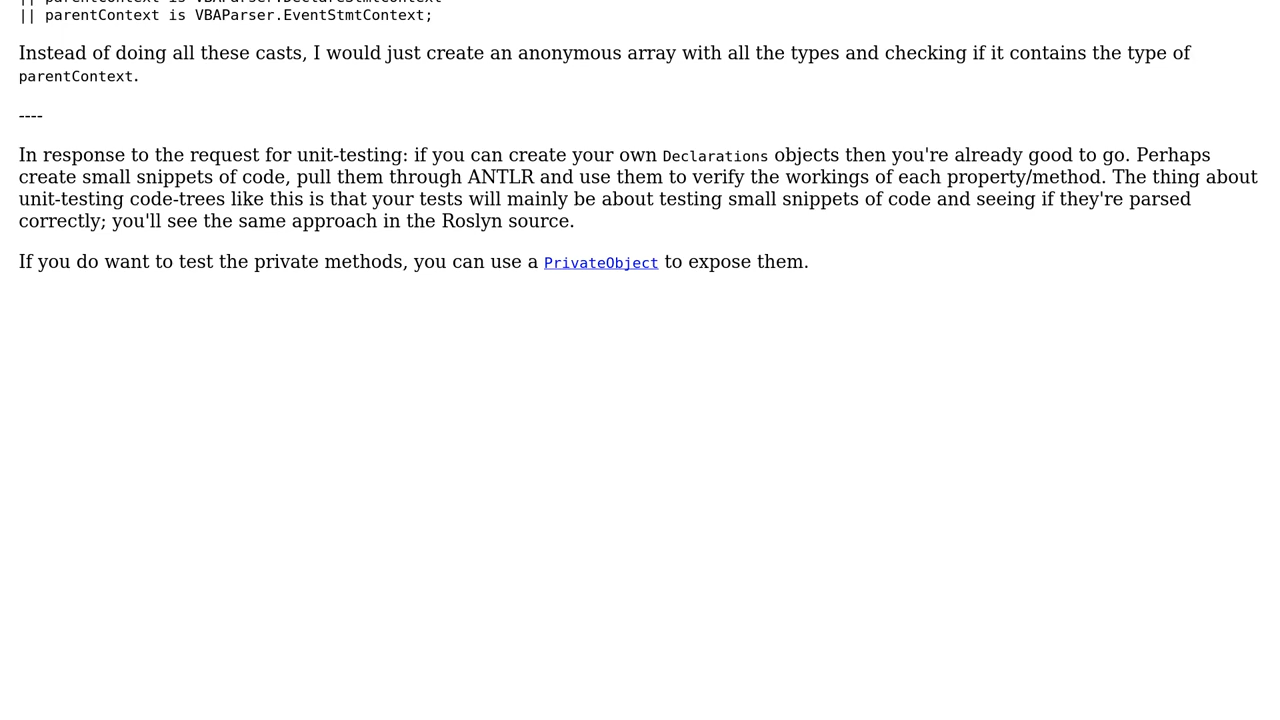 || parentContext is VBAParser.DeclareStmtContext
|| parentContext is VBAParser.EventStmtContext;
Instead of doing all these casts, I would just create an anonymous array with all the types and checking if it contains the type of
parentContext.
----
In response to the request for unit-testing: if you can create your own Declarations objects then you're already good to go. Perhaps
create small snippets of code, pull them through ANTLR and use them to verify the workings of each property/method. The thing about
unit-testing code-trees like this is that your tests will mainly be about testing small snippets of code and seeing if they're parsed
correctly; you'll see the same approach in the Roslyn source.
If you do want to test the private methods, you can use a PrivateObject to expose them.